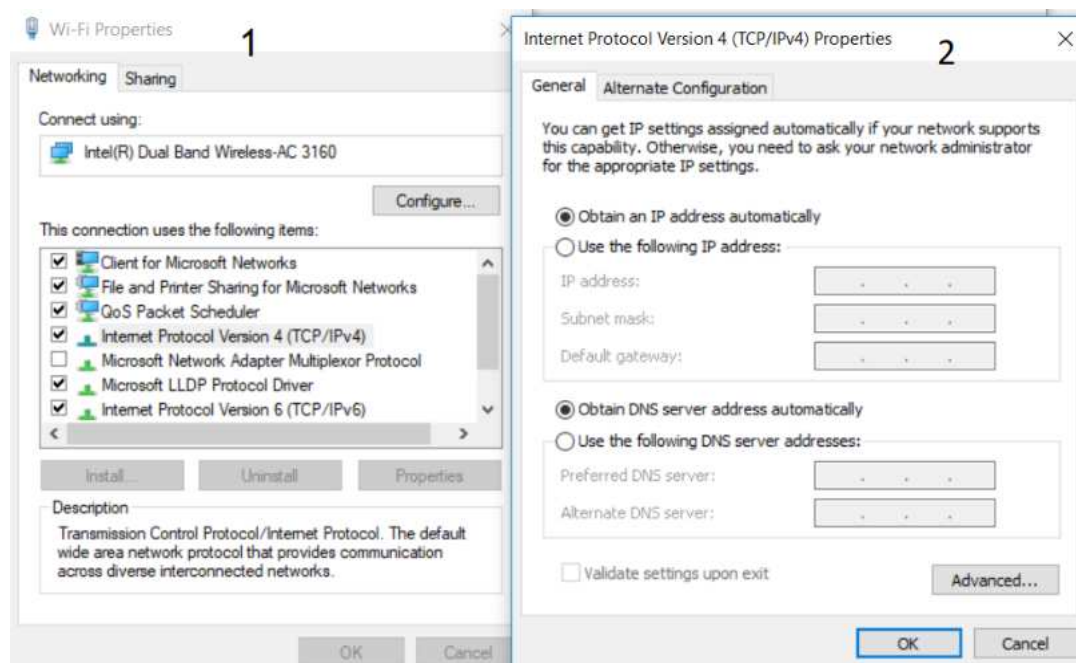 Wi-Fi Properties
1
Networking
Sharing
Connect using:
Intel(R) Dual Band Wireless-AC 3160
Configure...
This connection uses the following items:
Client for Microsoft Networks
File and Printer Sharing for Microsoft Networks
QoS Packet Scheduler
Internet Protocol Version 4 (TCP/IPv4)
Microsoft Network Adapter Multiplexor Protocol
Microsoft LLDP Protocol Driver
Internet Protocol Version 6 (TCP/IPv6)
Install...
Uninstall
Properties
Description
Transmission Control Protocol/Internet Protocol. The default
wide area network protocol that provides communication
across diverse interconnected networks.
OK
Cancel
Internet Protocol Version 4 (TCP/IPv4) Properties
2
General
Alternate Configuration
You can get IP settings assigned automatically if your network supports
this capability. Otherwise, you need to ask your network administrator
for the appropriate IP settings.
Obtain an IP address automatically
Use the following IP address:
IP address:
Subnet mask:
Default gateway:
Obtain DNS server address automatically
Use the following DNS server addresses:
Preferred DNS server:
Alternate DNS server:
Validate settings upon exit
Advanced...
OK
Cancel